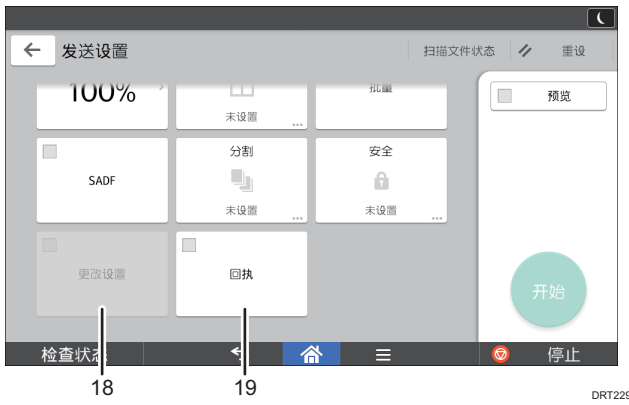 发送设置
扫描文件状态
重设
100%
未设置
批量
预览
SADF
分割
未设置
安全
未设置
更改设置
回执
开始
检查状态
停止
18
19
DRT229